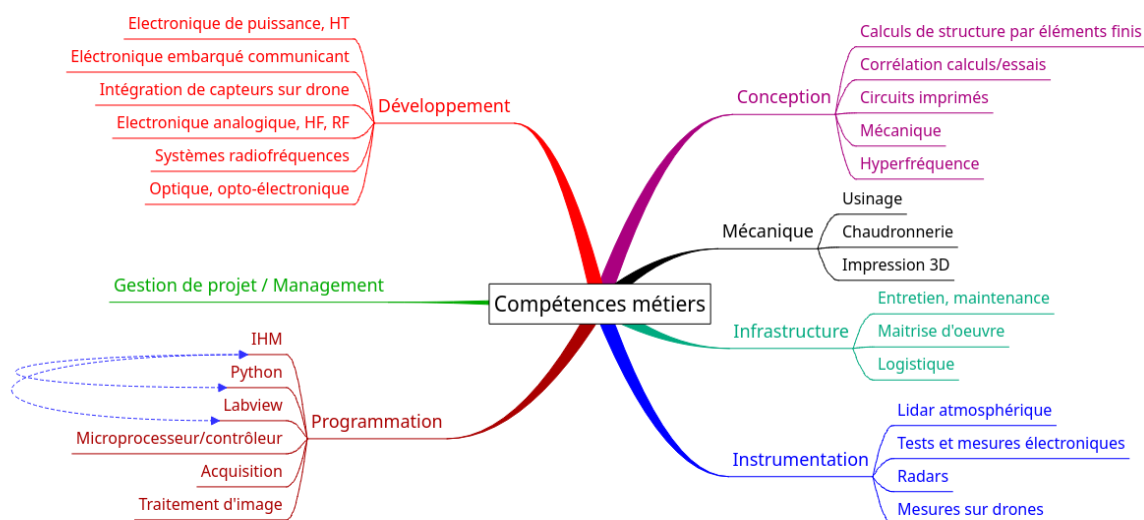 Compétences métiers
Développement
Electronique de puissance, HT
Eléctronique embarqué communicant
Intégration de capteurs sur drone
Electronique analogique, HF, RF
Systèmes radiofréquences
Optique, opto-électronique
Gestion de projet / Management
Programmation
IHM
Python
Labview
Microprocesseur/contrôleur
Acquisition
Traitement d'image
Conception
Calculs de structure par éléments finis
Corrélation calculs/essais
Circuits imprimés
Mécanique
Hyperfréquence
Mécanique
Usinage
Chaudronnerie
Impression 3D
Infrastructure
Entretien, maintenance
Maitrise d'oeuvre
Logistique
Instrumentation
Lidar atmosphérique
Tests et mesures électroniques
Radars
Mesures sur drones